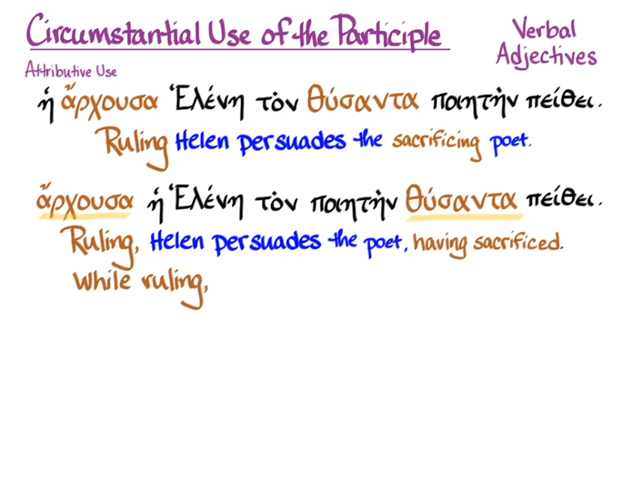 Circumstantial Use of the Participle
Verbal Adjectives
Attributive Use
ἡ ἄρχουσα Ἑλένη τὸν θύσαντα ποιητὴν πείθει.
Ruling Helen persuades the sacrificing poet.
ἄρχουσα ἡ Ἑλένη τὸν ποιητὴν θύσαντα πείθει.
Ruling, Helen persuades the poet, having sacrificed.
While ruling,